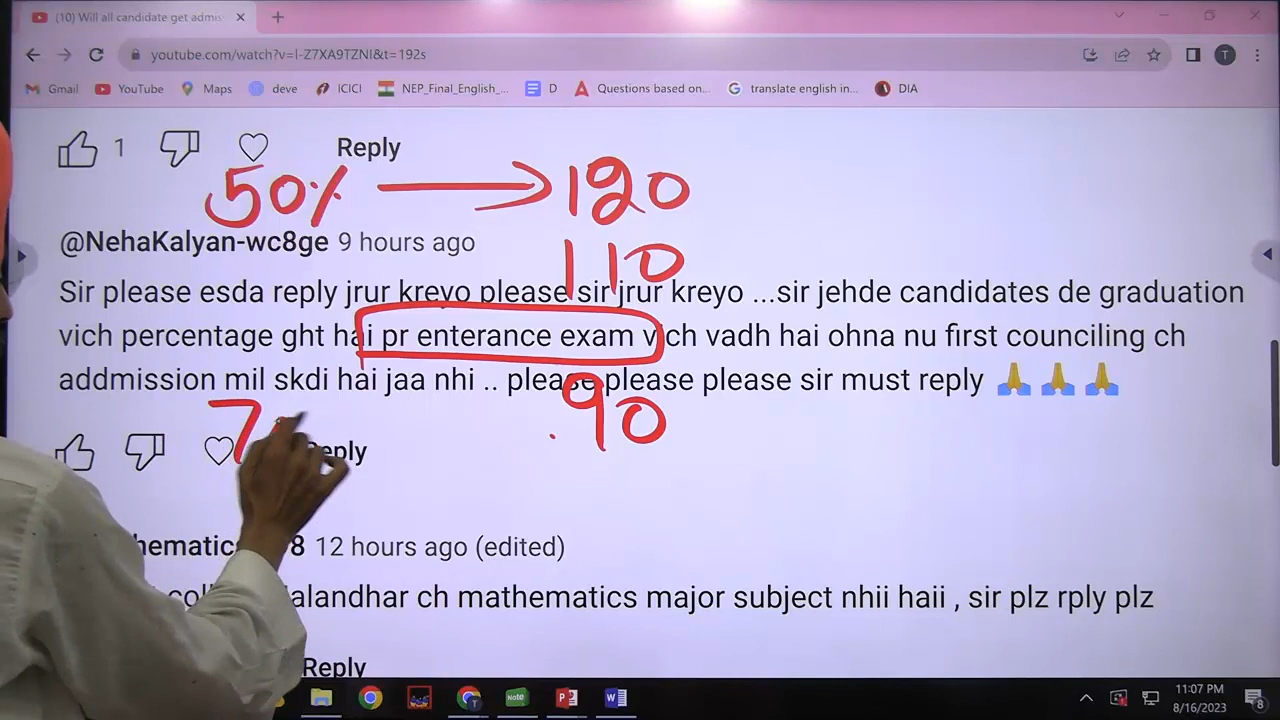 (10) Will all candidate get admis
youtube.com/watch?v=l-Z7XA9TZNI&t=192s
Gmail YouTube Maps deve ICICI NEP_Final_English_... D Questions based on... translate english in... DIA
T
1 Reply
50% → 120
@NehaKalyan-wc8ge 9 hours ago
110
Sir please esda reply jrur kreyo please sir jrur kreyo ...sir jehde candidates de graduation
vich percentage ght hai pr enterance exam vich vadh hai ohna nu first counciling ch
addmission mil skdi hai jaa nhi .. please please please sir must reply 🙏 🙏 🙏
7 .90
Reply
8 12 hours ago (edited)
ch mathematics major subject nhii haii , sir plz rply plz
Reply
Note
11:07 PM
8/16/2023
8